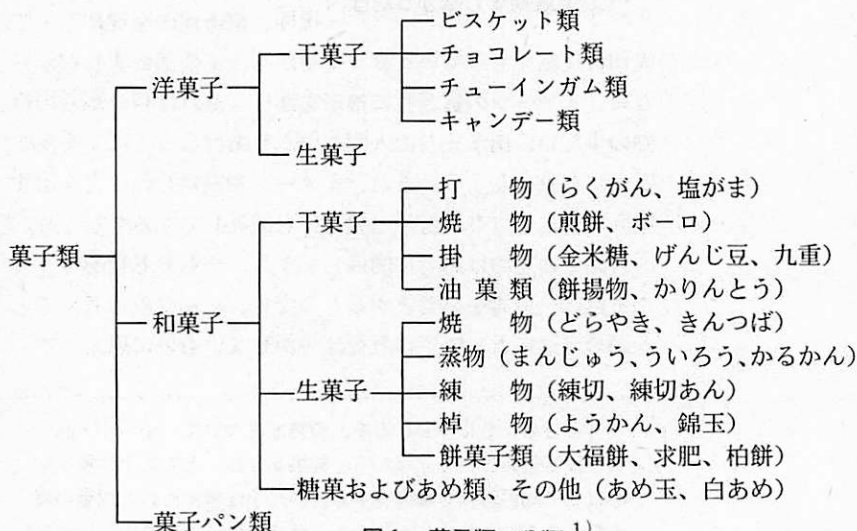 ビスケット類
干菓子
チョコレート類
洋菓子
チューインガム類
キャンデー類
生菓子
打 物(らくがん、塩がま)
干菓子
焼 物(煎餅、ボーロ)
菓子類
掛 物(金米糖、げんじ豆、九重)
油菓類(餅揚物、かりんとう)
和菓子
焼 物(どらやき、きんつば)
蒸物(まんじゅう、ういろう、かるかん)
生菓子
練 物(練切、練切あん)
棹 物(ようかん、錦玉)
餅菓子類(大福餅、求肥、柏餅)
糖菓およびあめ類、その他(あめ玉、白あめ)
菓子パン類